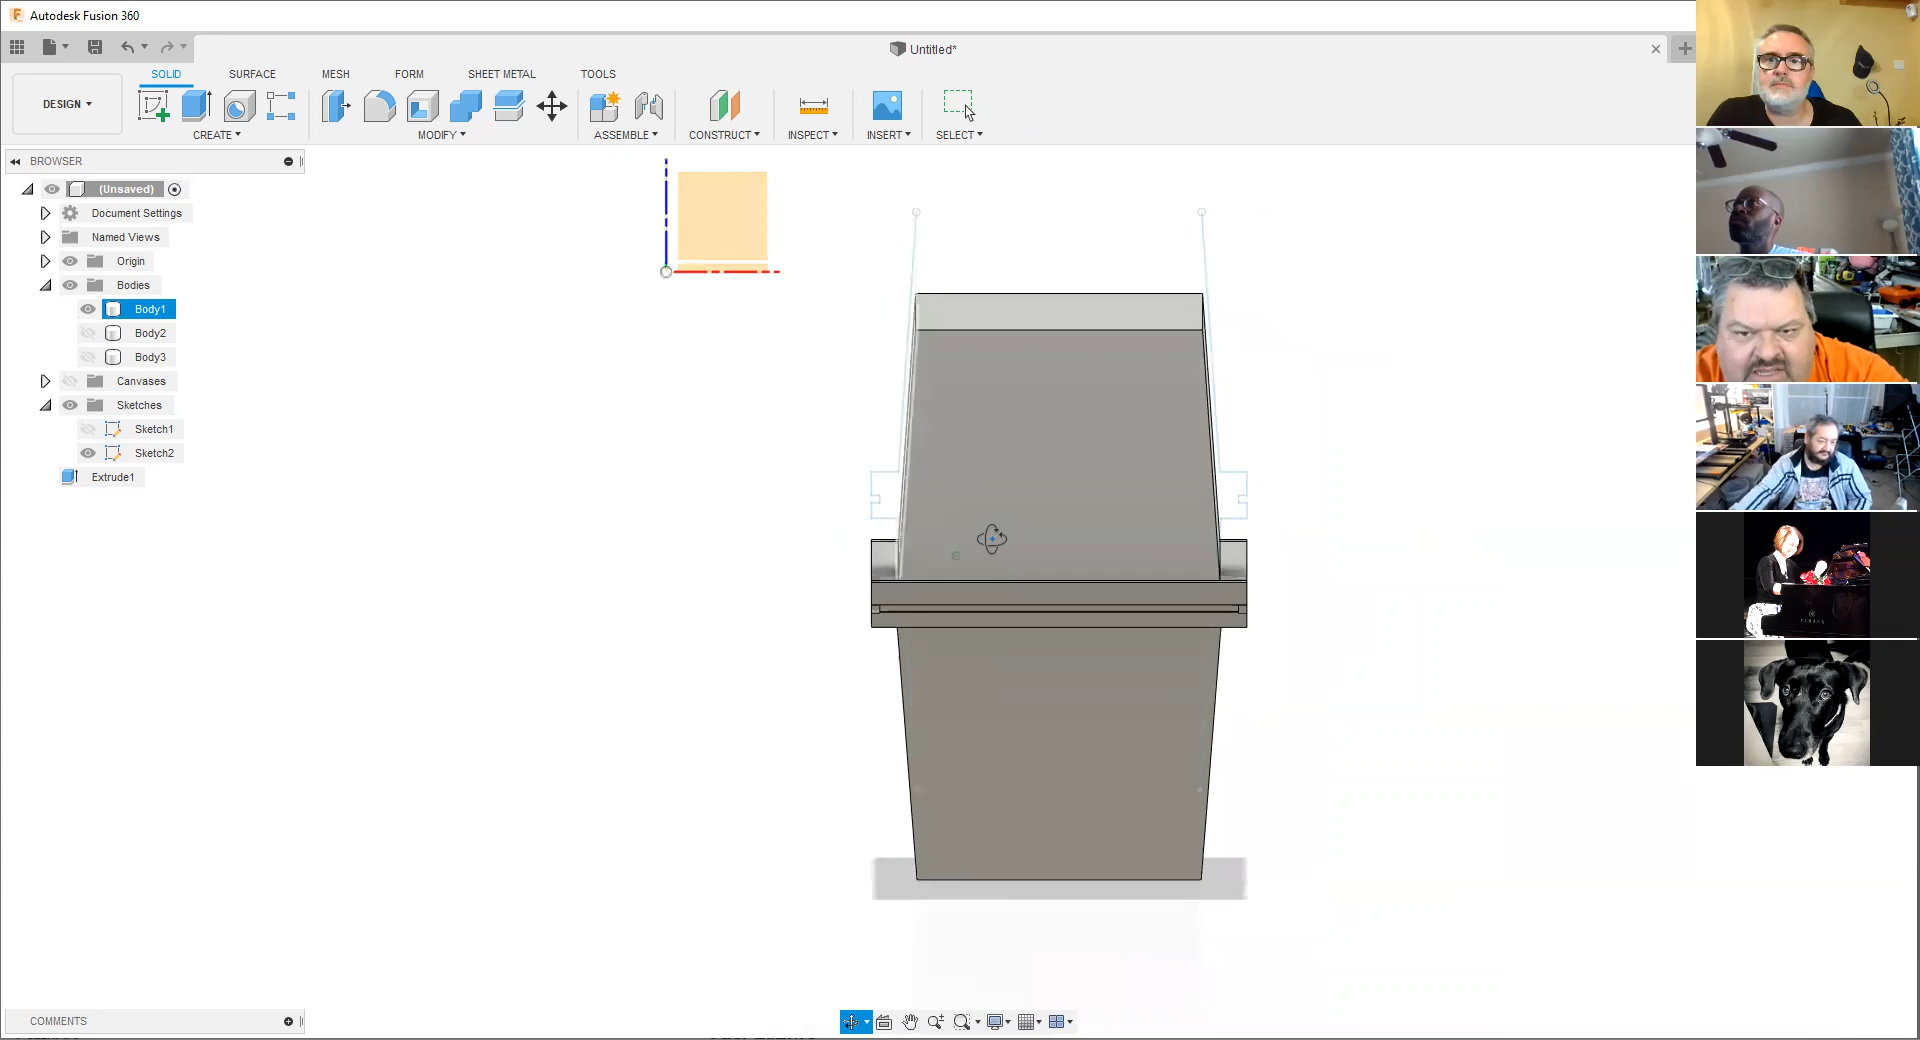 Autodesk Fusion 360
Untitled*
SOLID SURFACE MESH FORM SHEET METAL TOOLS
DESIGN
CREATE MODIFY ASSEMBLE CONSTRUCT INSPECT INSERT SELECT
BROWSER
(Unsaved)
Document Settings
Named Views
Origin
Bodies
Body1
Body2
Body3
Canvases
Sketches
Sketch1
Sketch2
Extrude1
COMMENTS